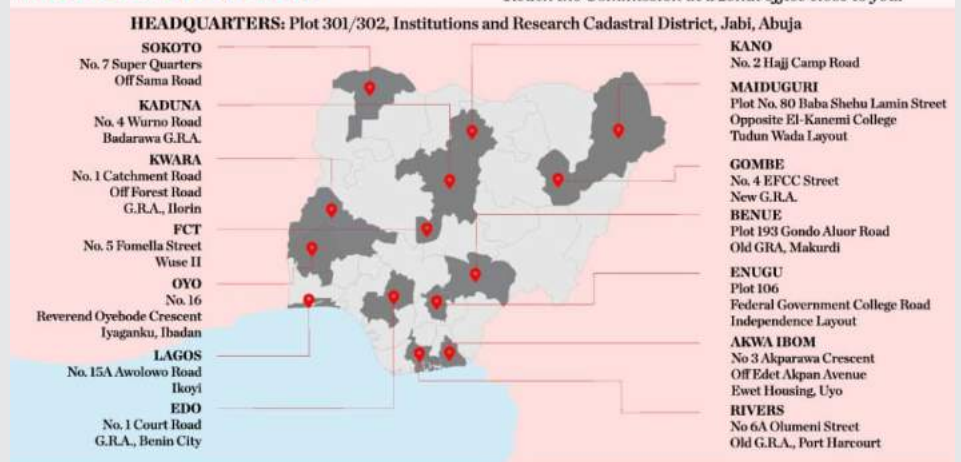 HEADQUARTERS: Plot 301/302, Institutions and Research Cadastral District, Jabi, Abuja
SOKOTO
No. 7 Super Quarters
Off Sama Road
KADUNA
No. 4 Wurno Road
Badarawa G.R.A.
KWARA
No. 1 Catchment Road
Off Forest Road
G.R.A., Ilorin
FCT
No. 5 Fomella Street
Wuse II
OYO
No. 16
Reverend Oyebode Crescent
Iyaganku, Ibadan
LAGOS
No. 15A Awolowo Road
Ikoyi
EDO
No. 1 Court Road
G.R.A., Benin City
KANO
No. 2 Hajj Camp Road
MAIDUGURI
Plot No. 80 Baba Shehu Lamin Street
Opposite El-Kanemi College
Tudun Wada Layout
GOMBE
No. 4 EFCC Street
New G.R.A.
BENUE
Plot 193 Gondo Aluor Road
Old GRA, Makurdi
ENUGU
Plot 106
Federal Government College Road
Independence Layout
AKWA IBOM
No 3 Akparawa Crescent
Off Edet Akpan Avenue
Ewet Housing, Uyo
RIVERS
No 6A Olumeni Street
Old G.R.A., Port Harcourt